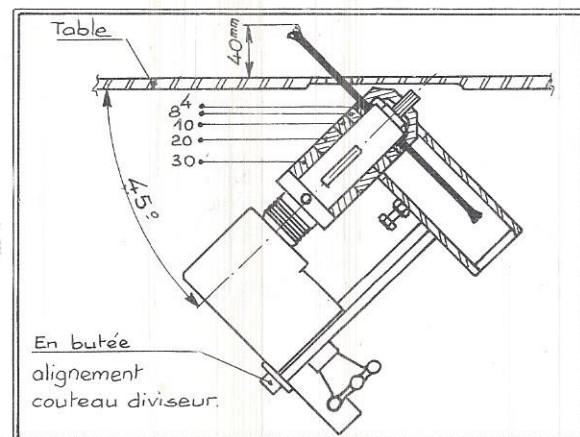 Table
40mm
4
8
10
20
30
45°
En butée
alignement
couteau diviseur.